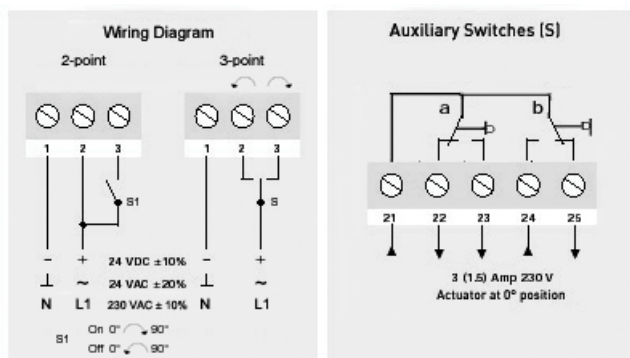 Wiring Diagram
2-point 3-point
1 2 3 1 2 3
S1 S
- + 24 VDC ±10% - +
⊥ ~ 24 VAC ±20% ⊥ ~
N L1 230 VAC ± 10% N L1
S1 On 0° 90°
Off 0° 90°
Auxiliary Switches (S)
a b
21 22 23 24 25
3 (1.5) Amp 230 V
Actuator at 0° position